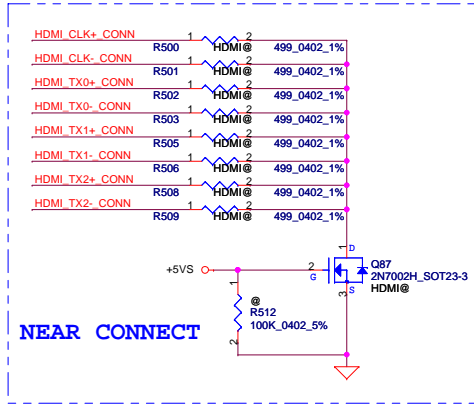 HDMI_CLK+_CONN 1 2
R500 HDMI@ 499_0402_1%
HDMI_CLK-_CONN 1 2
R501 HDMI@ 499_0402_1%
HDMI_TX0+_CONN 1 2
R502 HDMI@ 499_0402_1%
HDMI_TX0-_CONN 1 2
R503 HDMI@ 499_0402_1%
HDMI_TX1+_CONN 1 2
R505 HDMI@ 499_0402_1%
HDMI_TX1-_CONN 1 2
R506 HDMI@ 499_0402_1%
HDMI_TX2+_CONN 1 2
R508 HDMI@ 499_0402_1%
HDMI_TX2-_CONN 1 2
R509 HDMI@ 499_0402_1%
1 D
+5VS 2 G
Q87
2N7002H_SOT23-3
HDMI@
3 S
1
@
R512
100K_0402_5%
2
NEAR CONNECT